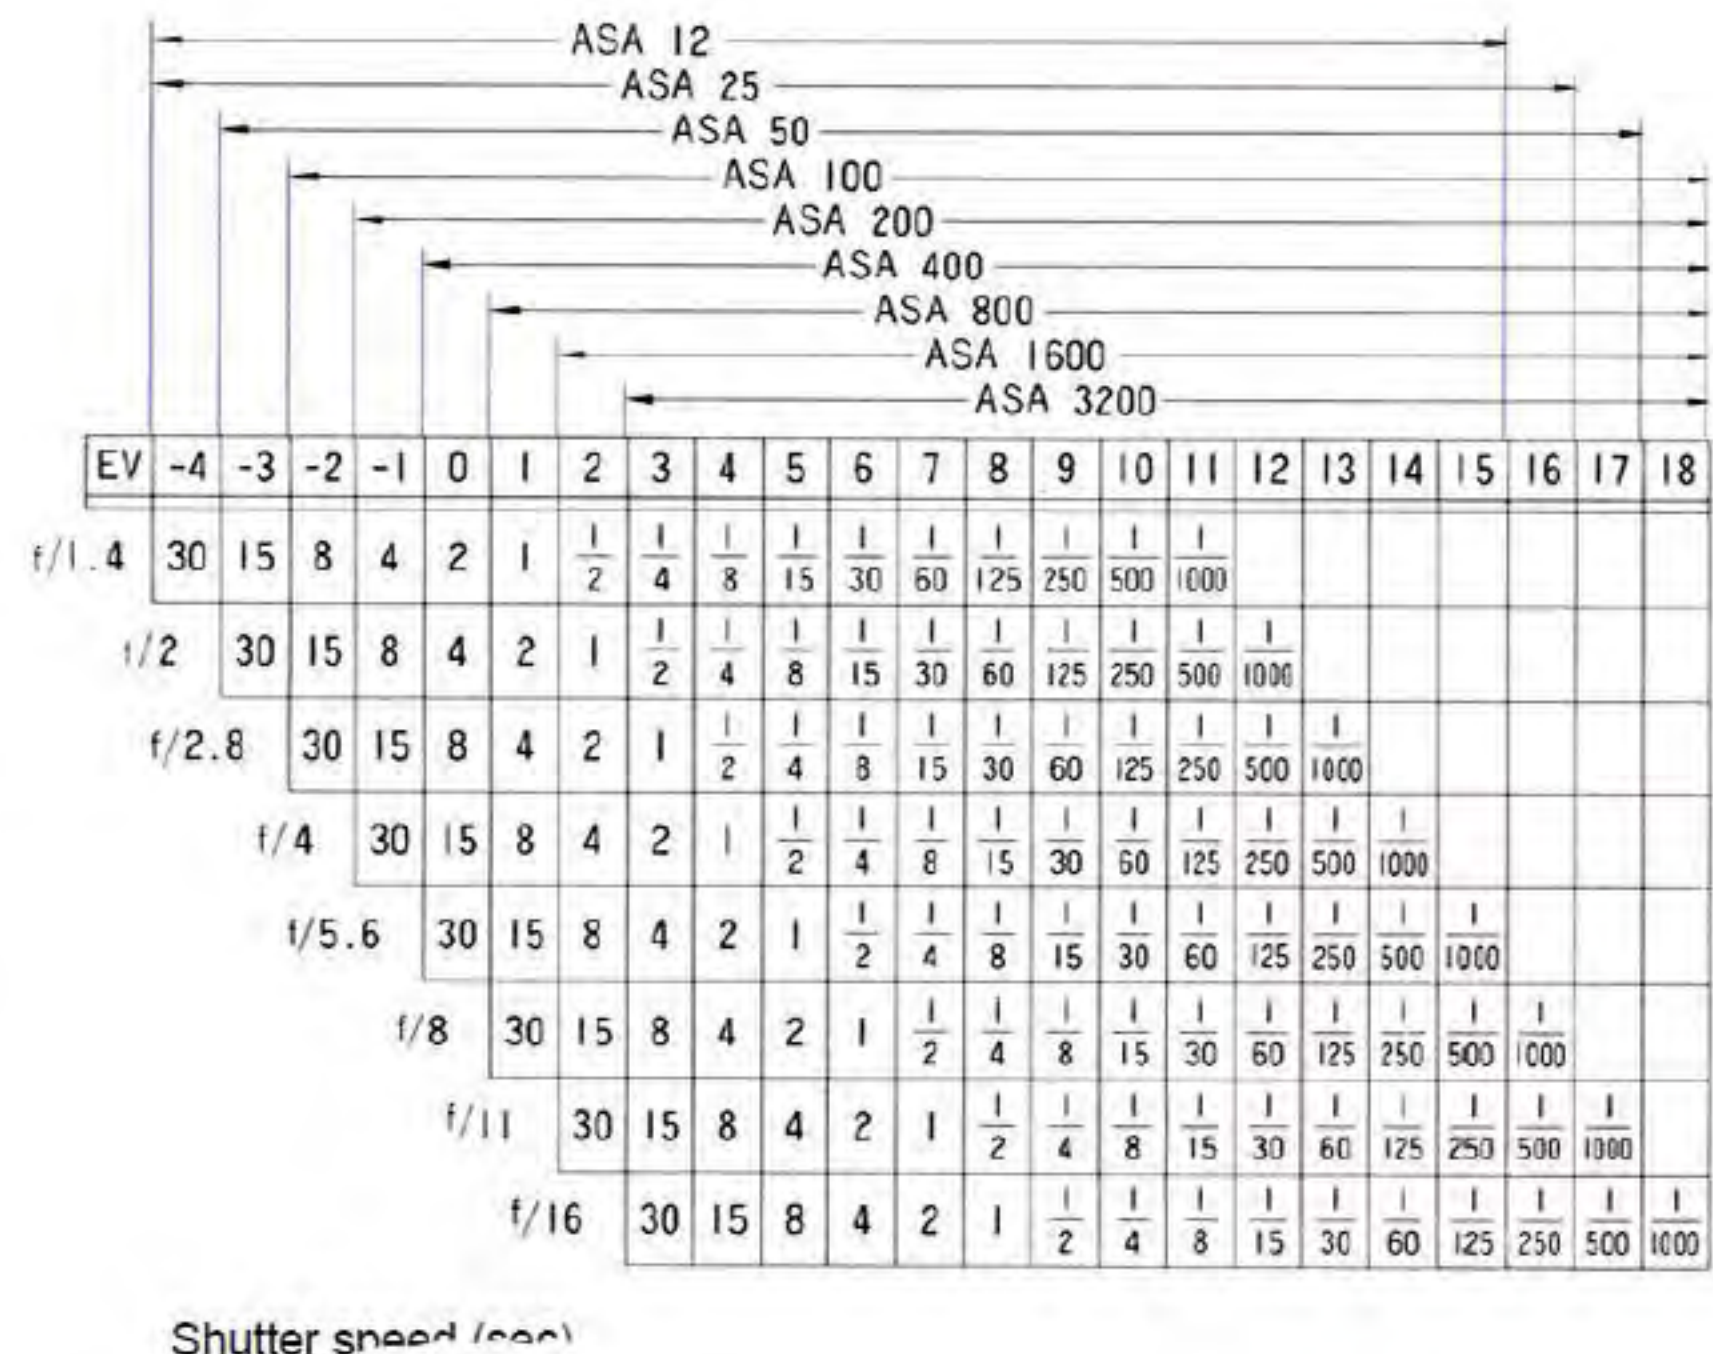 ASA 12
ASA 25
ASA 50
ASA 100
ASA 200
ASA 400
ASA 800
ASA 1600
ASA 3200
EV -4 -3 -2 -1 0 1 2 3 4 5 6 7 8 9 10 11 12 13 14 15 16 17 18
f/1.4 30 15 8 4 2 1 1/2 1/4 1/8 1/15 1/30 1/60 1/125 1/250 1/500 1/1000
f/2 30 15 8 4 2 1 1/2 1/4 1/8 1/15 1/30 1/60 1/125 1/250 1/500 1/1000
f/2.8 30 15 8 4 2 1 1/2 1/4 1/8 1/15 1/30 1/60 1/125 1/250 1/500 1/1000
f/4 30 15 8 4 2 1 1/2 1/4 1/8 1/15 1/30 1/60 1/125 1/250 1/500 1/1000
f/5.6 30 15 8 4 2 1 1/2 1/4 1/8 1/15 1/30 1/60 1/125 1/250 1/500 1/1000
f/8 30 15 8 4 2 1 1/2 1/4 1/8 1/15 1/30 1/60 1/125 1/250 1/500 1/1000
f/11 30 15 8 4 2 1 1/2 1/4 1/8 1/15 1/30 1/60 1/125 1/250 1/500 1/1000
f/16 30 15 8 4 2 1 1/2 1/4 1/8 1/15 1/30 1/60 1/125 1/250 1/500 1/1000
Shutter speed (sec)